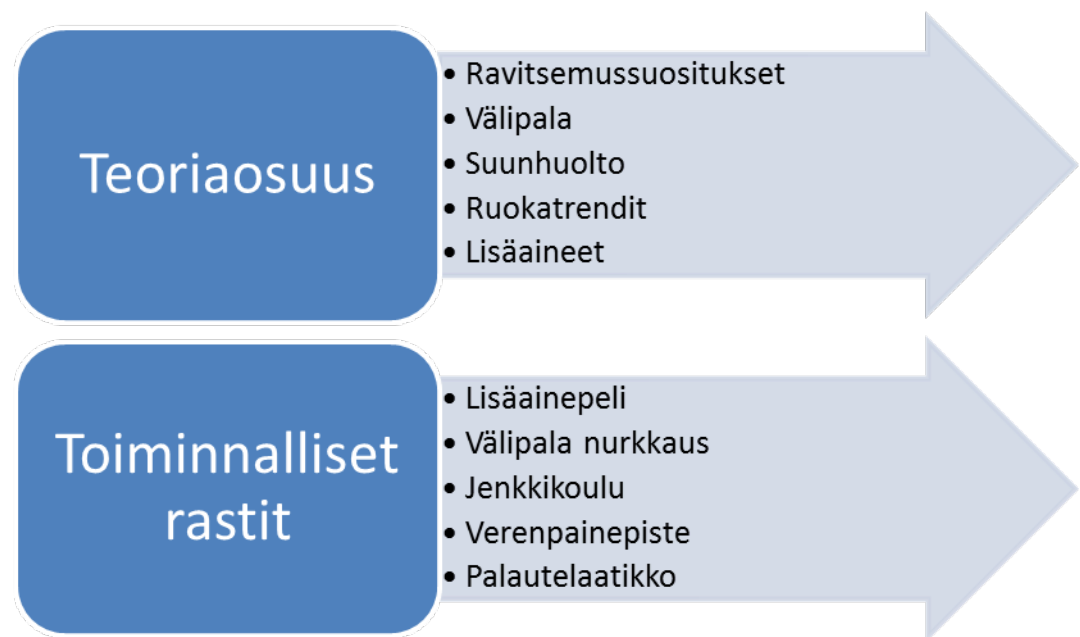 Teoriaosuus
• Ravitsemussuositukset
• Välipala
• Suunhuolto
• Ruokatrendit
• Lisäaineet
Toiminnalliset
rastit
• Lisäainepeli
• Välipala nurkkaus
• Jenkkikoulu
• Verenpainepiste
• Palautelaatikko